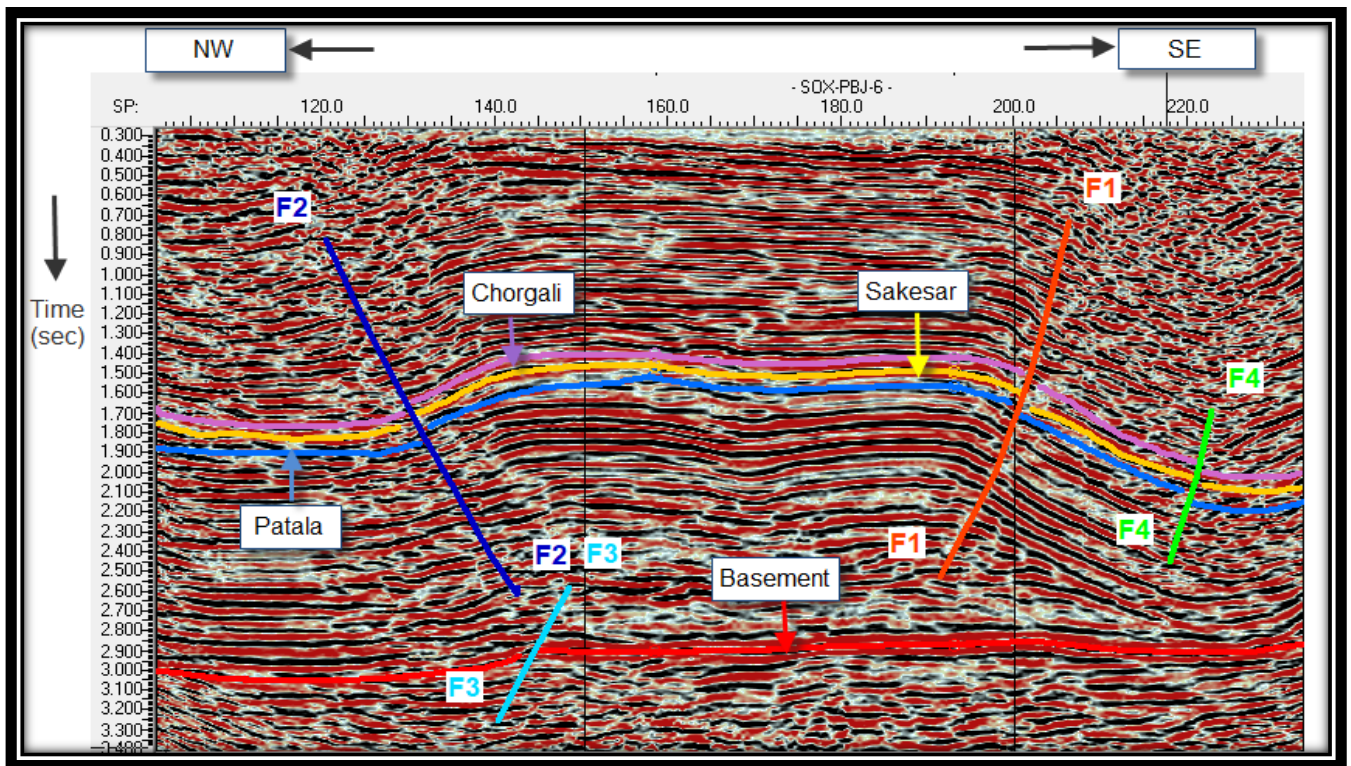 NW
SE
- SOX-PBJ-6 -
SP: 120.0 140.0 160.0 180.0 200.0 220.0
0.300
0.400
0.500
0.600
0.700
0.800
0.900
1.000
1.100
1.200
1.300
1.400
1.500
1.600
1.700
1.800
1.900
2.000
2.100
2.200
2.300
2.400
2.500
2.600
2.700
2.800
2.900
3.000
3.100
3.200
3.300
3.400
Time
(sec)
F1
F2
Chorgali
Sakesar
F4
Patala
F4
F1
F2 F3
Basement
F3